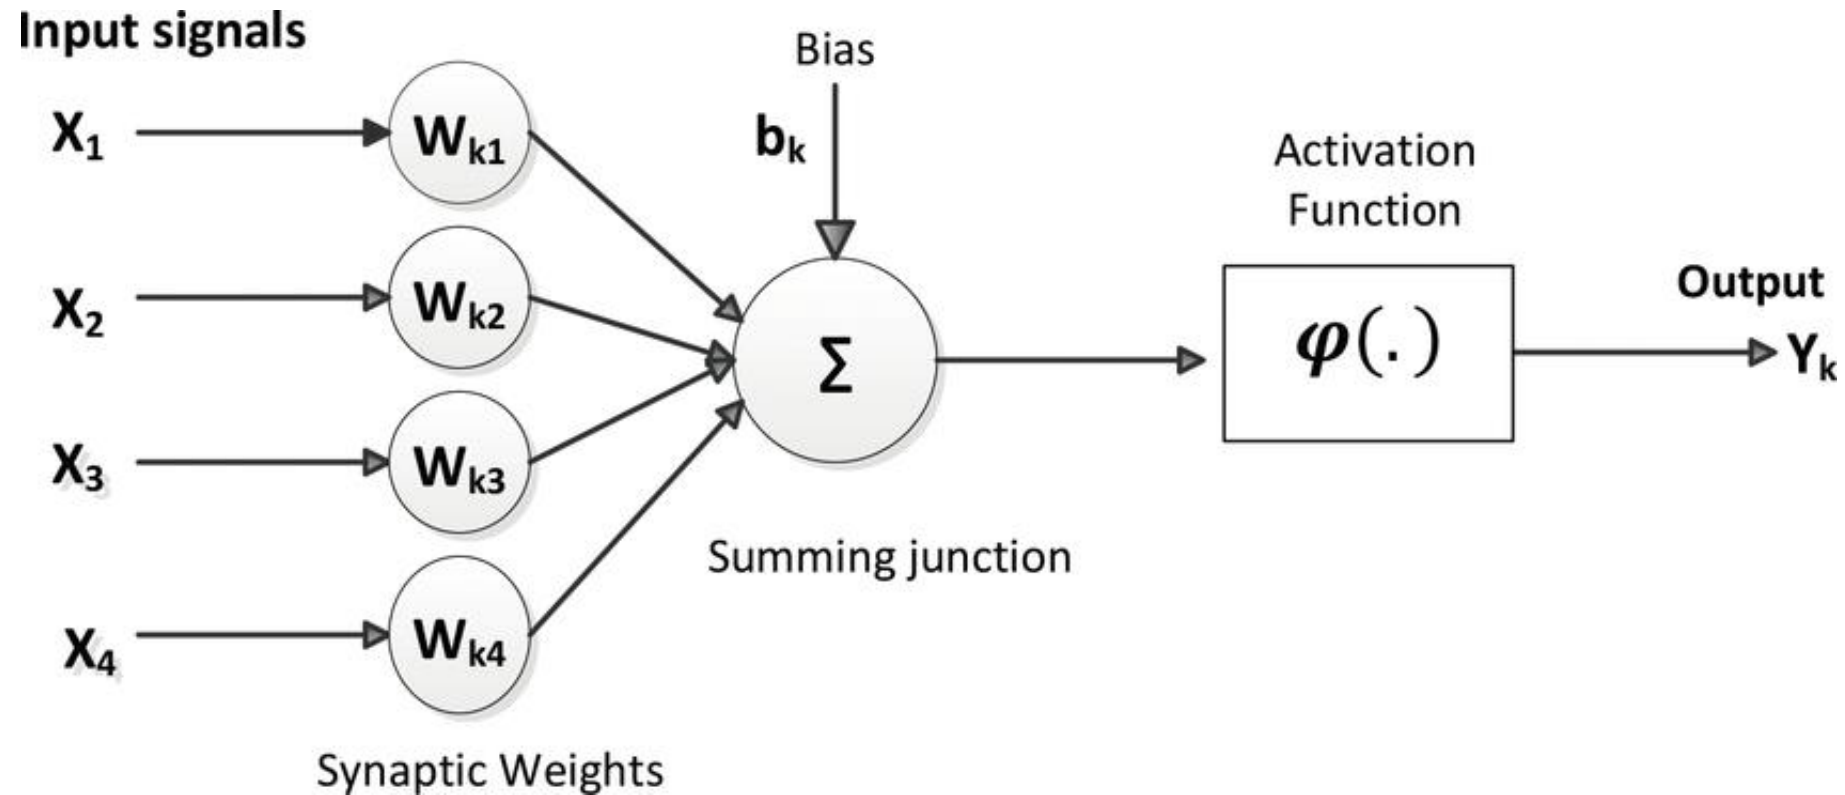 Input signals
Bias
X₁
Wₖ₁
bₖ
Activation
Function
X₂
Wₖ₂
Σ
φ(.)
Output
Yₖ
X₃
Wₖ₃
Summing junction
X₄
Wₖ₄
Synaptic Weights